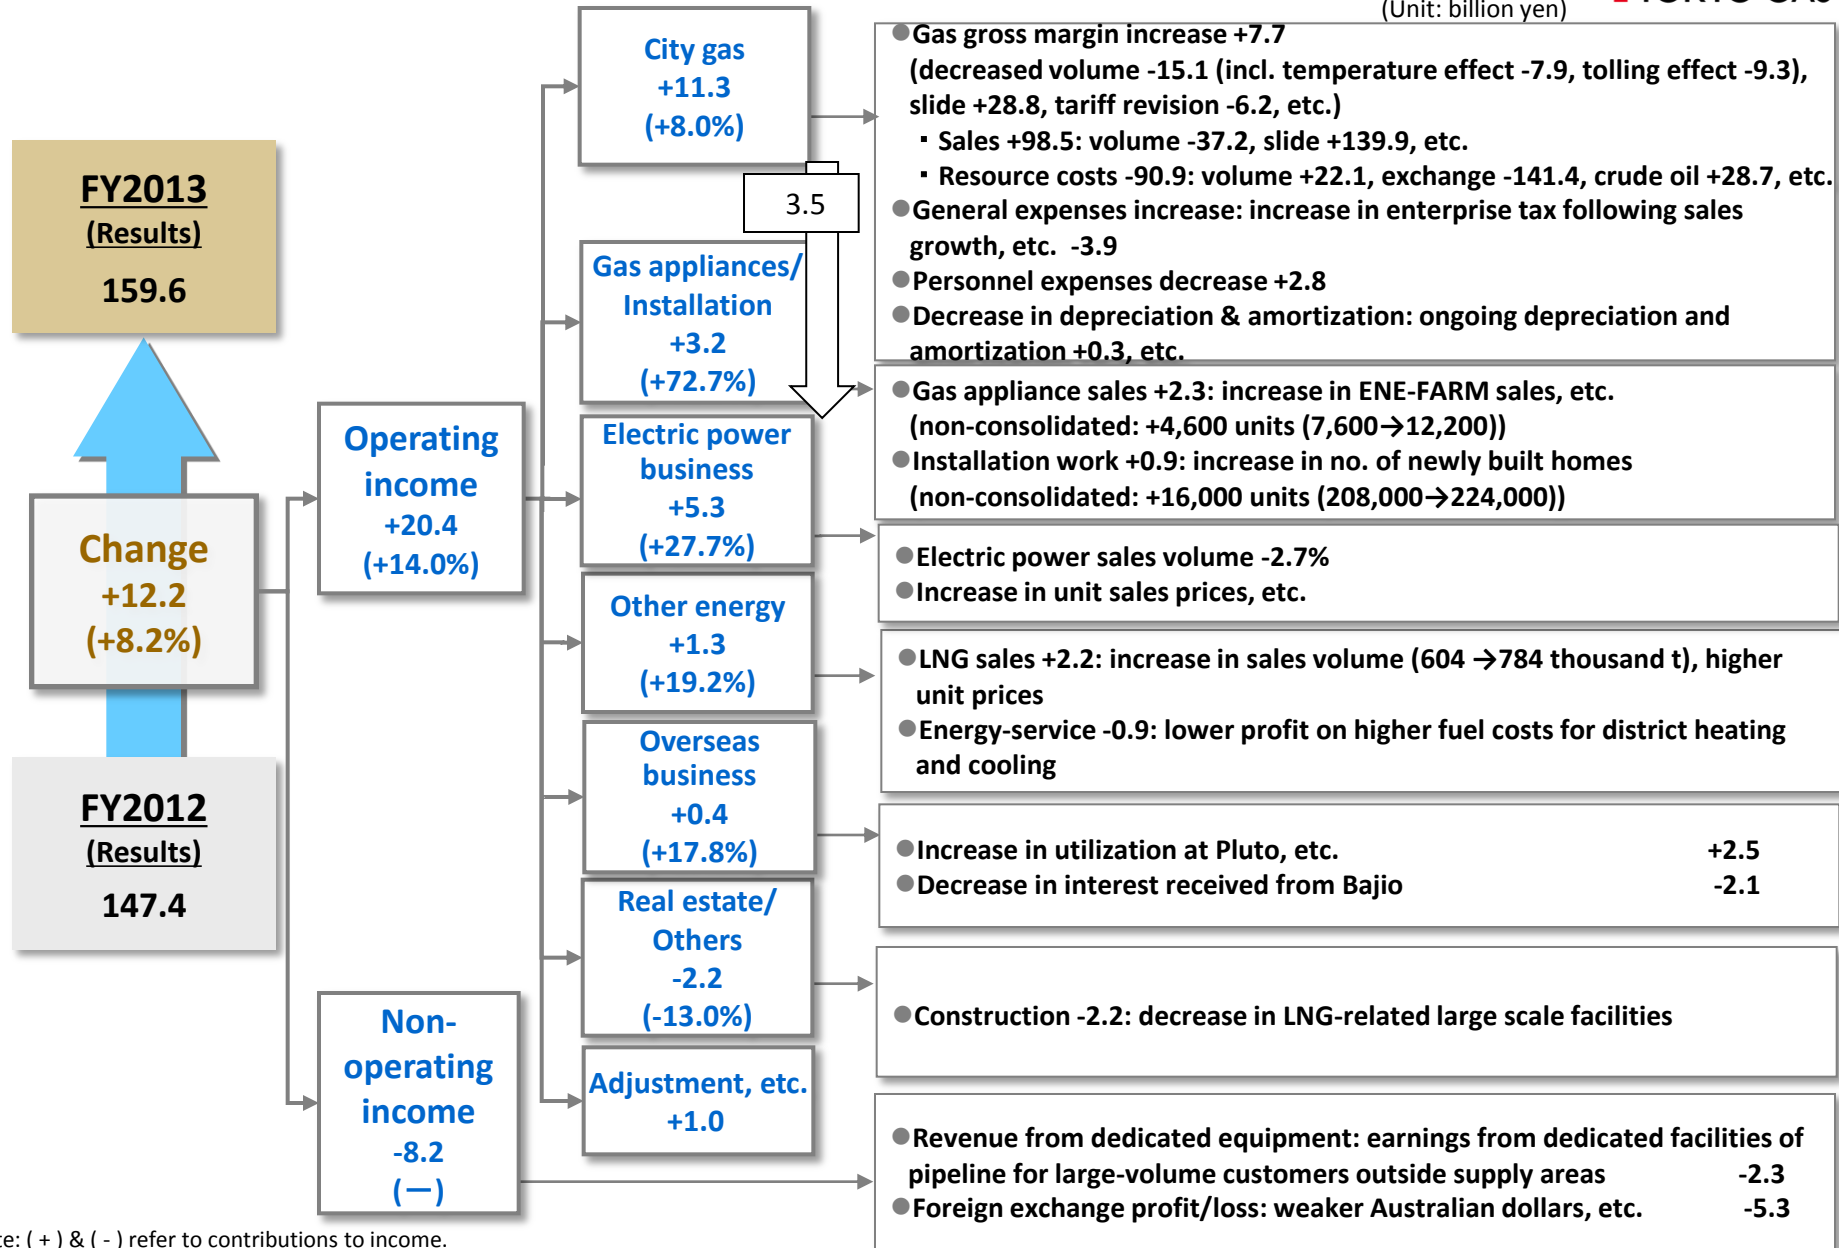 (Unit: billion yen)
TOKYO GAS
FY2013
(Results)
159.6
Change
+12.2
(+8.2%)
FY2012
(Results)
147.4
Operating
income
+20.4
(+14.0%)
Non-
operating
income
-8.2
(—)
City gas
+11.3
(+8.0%)
3.5
Gas appliances/
Installation
+3.2
(+72.7%)
Electric power
business
+5.3
(+27.7%)
Other energy
+1.3
(+19.2%)
Overseas
business
+0.4
(+17.8%)
Real estate/
Others
-2.2
(-13.0%)
Adjustment, etc.
+1.0
●Gas gross margin increase +7.7
(decreased volume -15.1 (incl. temperature effect -7.9, tolling effect -9.3),
slide +28.8, tariff revision -6.2, etc.)
・Sales +98.5: volume -37.2, slide +139.9, etc.
・Resource costs -90.9: volume +22.1, exchange -141.4, crude oil +28.7, etc.
●General expenses increase: increase in enterprise tax following sales
growth, etc. -3.9
●Personnel expenses decrease +2.8
●Decrease in depreciation & amortization: ongoing depreciation and
amortization +0.3, etc.
●Gas appliance sales +2.3: increase in ENE-FARM sales, etc.
(non-consolidated: +4,600 units (7,600→12,200))
●Installation work +0.9: increase in no. of newly built homes
(non-consolidated: +16,000 units (208,000→224,000))
●Electric power sales volume -2.7%
●Increase in unit sales prices, etc.
●LNG sales +2.2: increase in sales volume (604 →784 thousand t), higher
unit prices
●Energy-service -0.9: lower profit on higher fuel costs for district heating
and cooling
●Increase in utilization at Pluto, etc. +2.5
●Decrease in interest received from Bajio -2.1
●Construction -2.2: decrease in LNG-related large scale facilities
●Revenue from dedicated equipment: earnings from dedicated facilities of
pipeline for large-volume customers outside supply areas -2.3
●Foreign exchange profit/loss: weaker Australian dollars, etc. -5.3
te: ( + ) & ( - ) refer to contributions to income.